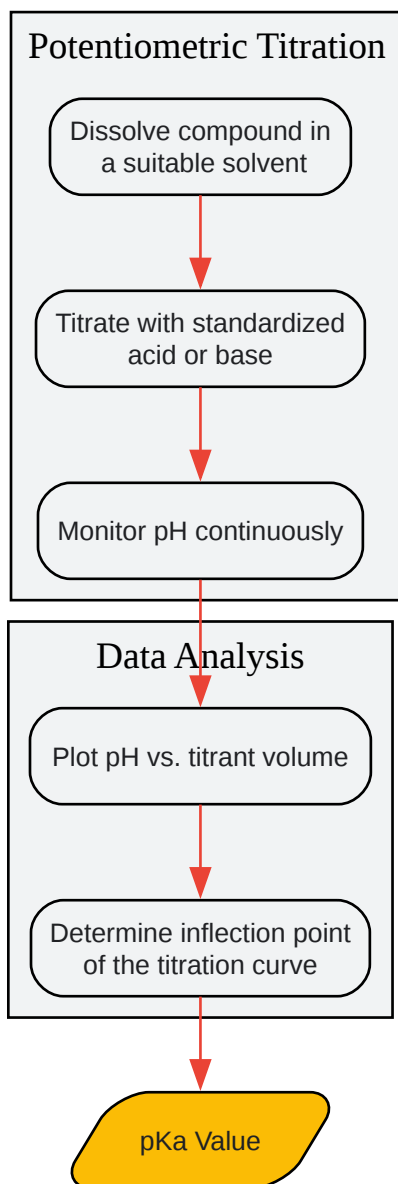 Potentiometric Titration
Dissolve compound in
a suitable solvent
Titrate with standardized
acid or base
Monitor pH continuously
Data Analysis
Plot pH vs. titrant volume
Determine inflection point
of the titration curve
pKa Value